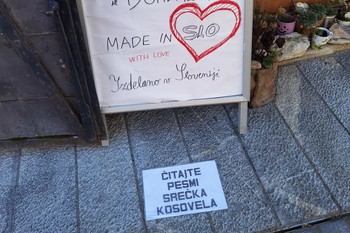 MADE IN SLO
WITH LOVE
Izdelano v Sloveniji
ČITAJTE
PESMI
SREČKA
KOSOVELA